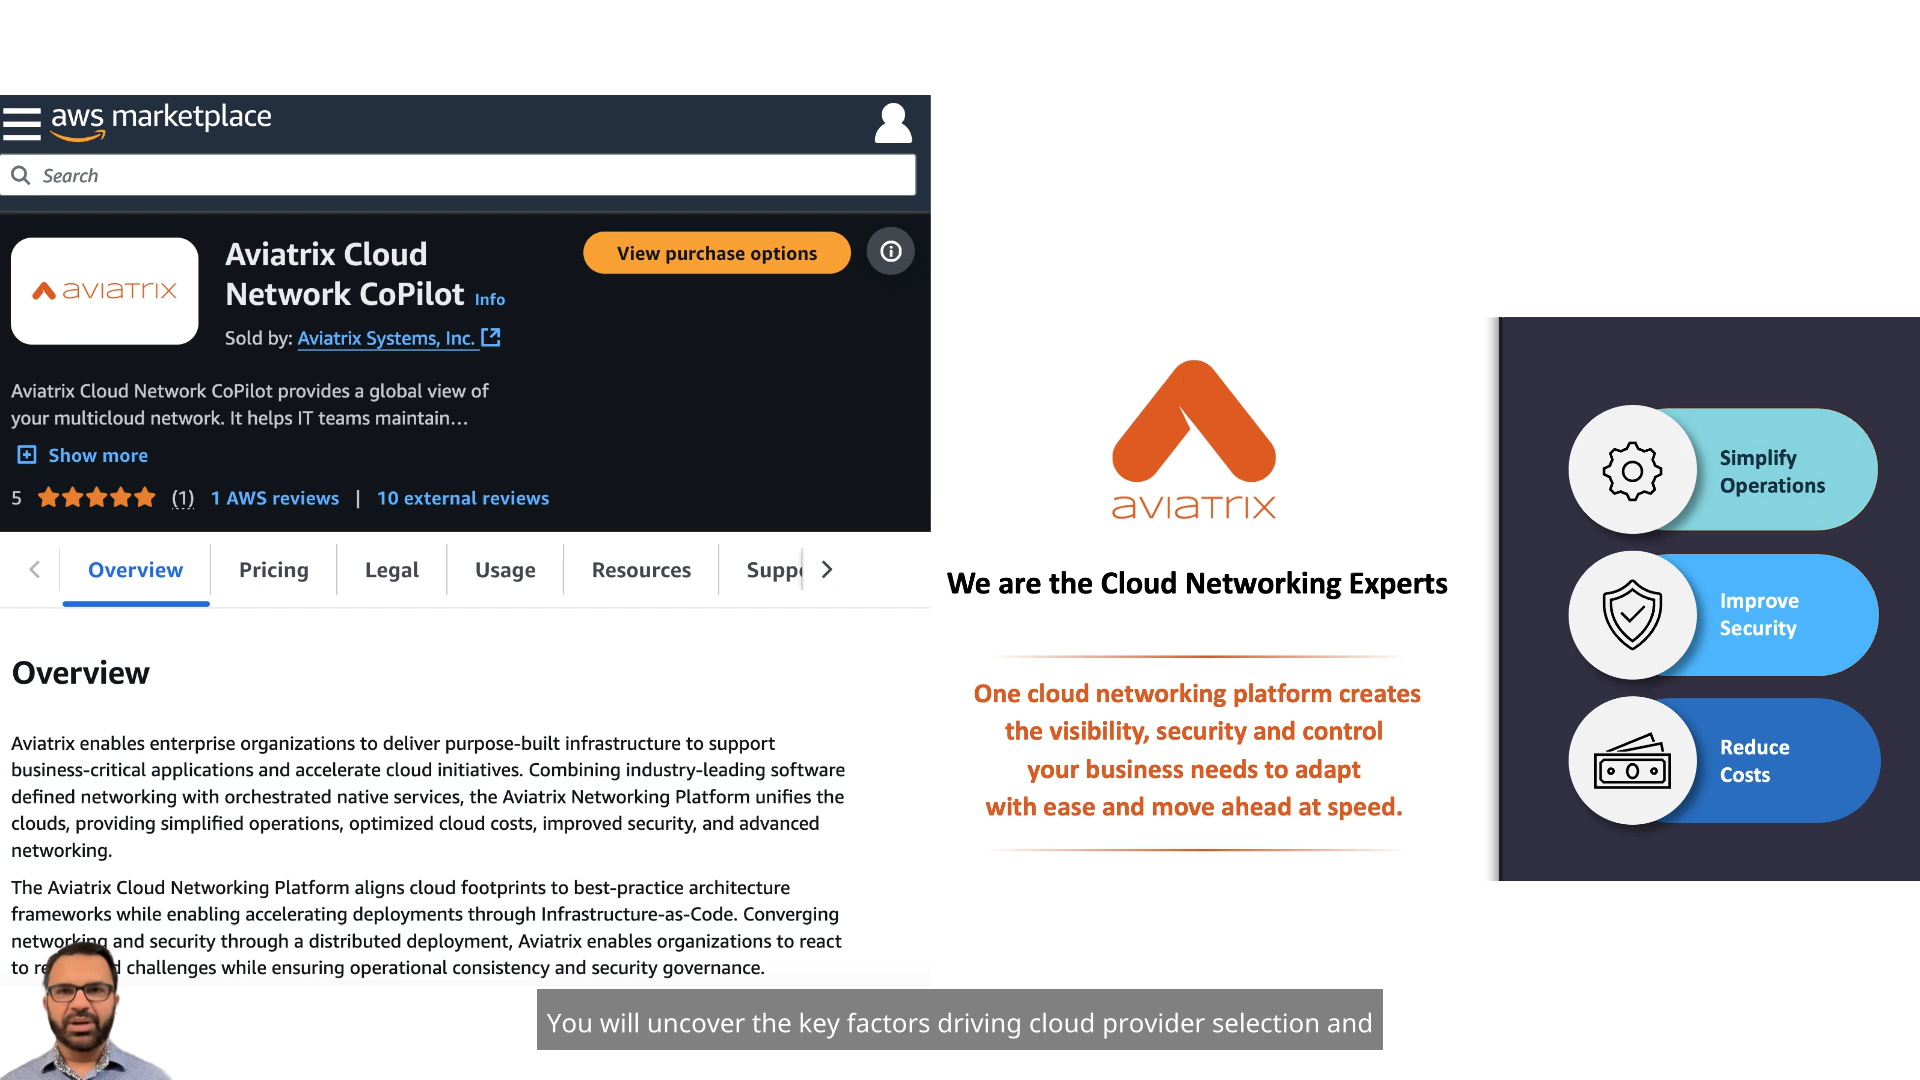 aws marketplace
Search
AVIATRIX
Aviatrix Cloud
Network CoPilot Info
Sold by: Aviatrix Systems, Inc.
View purchase options
Aviatrix Cloud Network CoPilot provides a global view of
your multicloud network. It helps IT teams maintain...
Show more
5 (1) 1 AWS reviews | 10 external reviews
Overview Pricing Legal Usage Resources Supp
Overview
Aviatrix enables enterprise organizations to deliver purpose-built infrastructure to support
business-critical applications and accelerate cloud initiatives. Combining industry-leading software
defined networking with orchestrated native services, the Aviatrix Networking Platform unifies the
clouds, providing simplified operations, optimized cloud costs, improved security, and advanced
networking.
The Aviatrix Cloud Networking Platform aligns cloud footprints to best-practice architecture
frameworks while enabling accelerating deployments through Infrastructure-as-Code. Converging
networking and security through a distributed deployment, Aviatrix enables organizations to react
to challenges while ensuring operational consistency and security governance.
AVIATRIX
We are the Cloud Networking Experts
One cloud networking platform creates
the visibility, security and control
your business needs to adapt
with ease and move ahead at speed.
Simplify
Operations
Improve
Security
Reduce
Costs
You will uncover the key factors driving cloud provider selection and